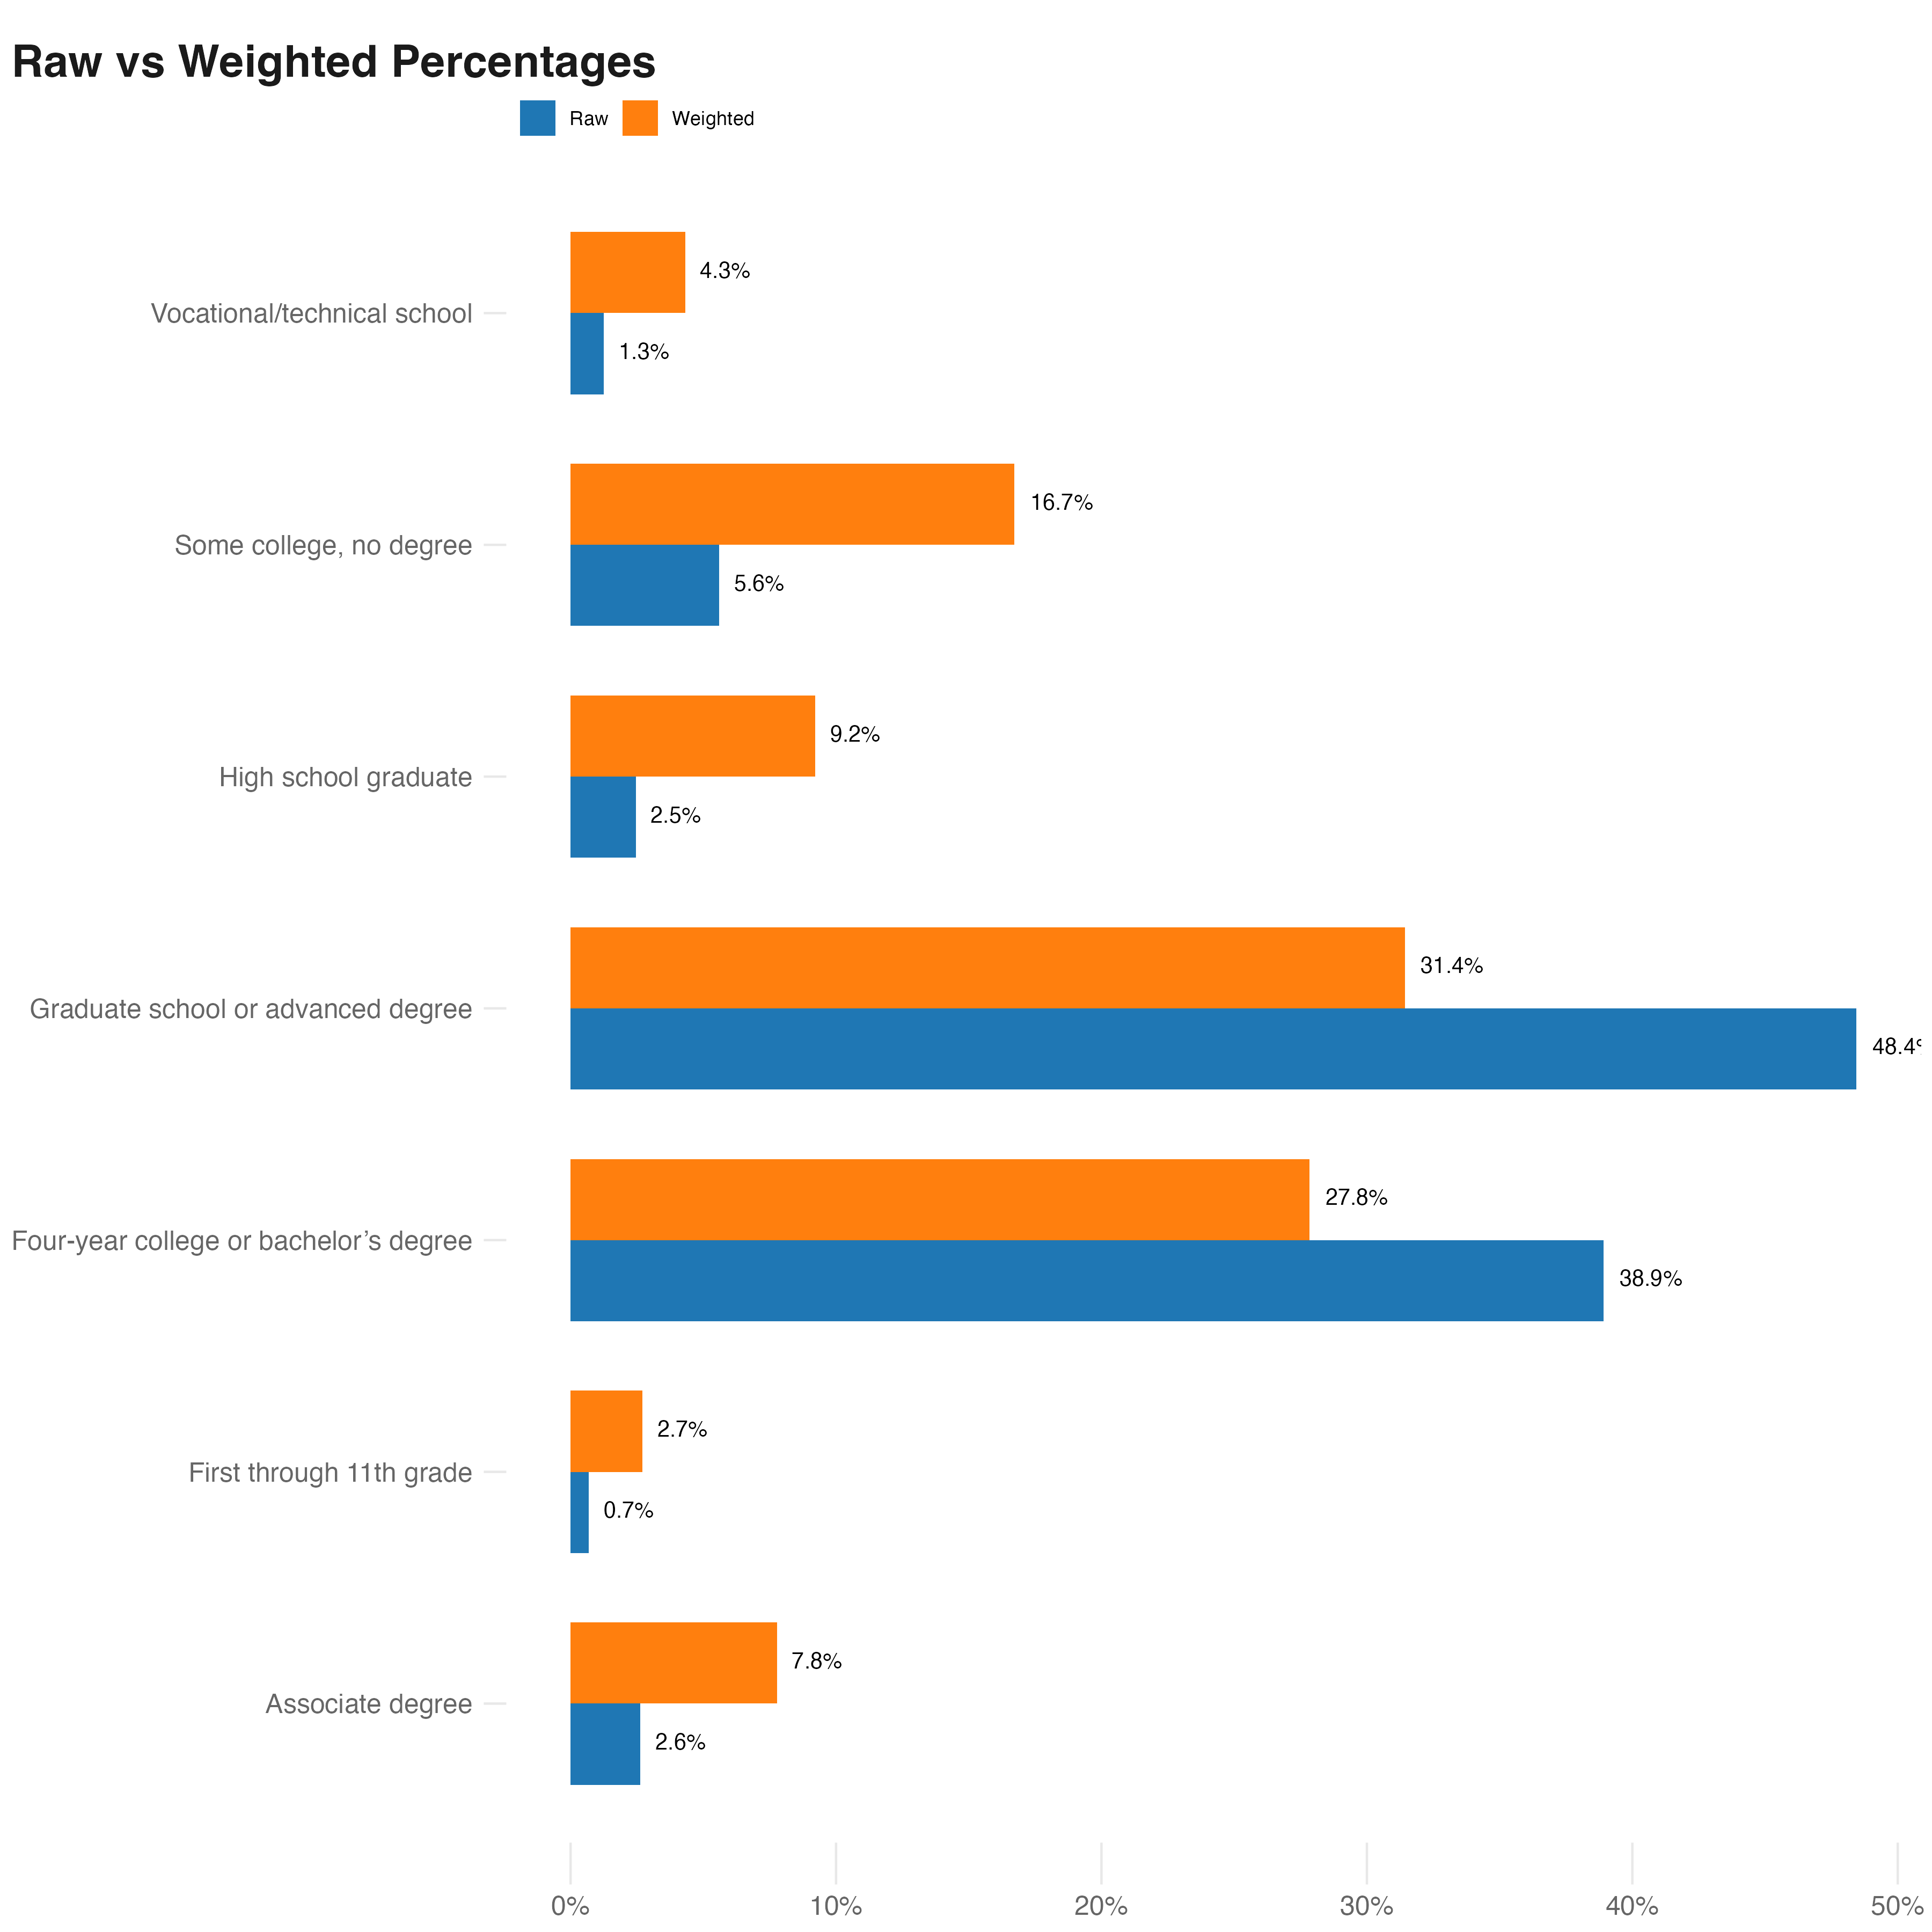 Raw vs Weighted Percentages
Raw Weighted
Vocational/technical school
4.3%
1.3%
Some college, no degree
16.7%
5.6%
High school graduate
9.2%
2.5%
Graduate school or advanced degree
31.4%
48.4%
Four-year college or bachelor’s degree
27.8%
38.9%
First through 11th grade
2.7%
0.7%
Associate degree
7.8%
2.6%
0% 10% 20% 30% 40% 50%